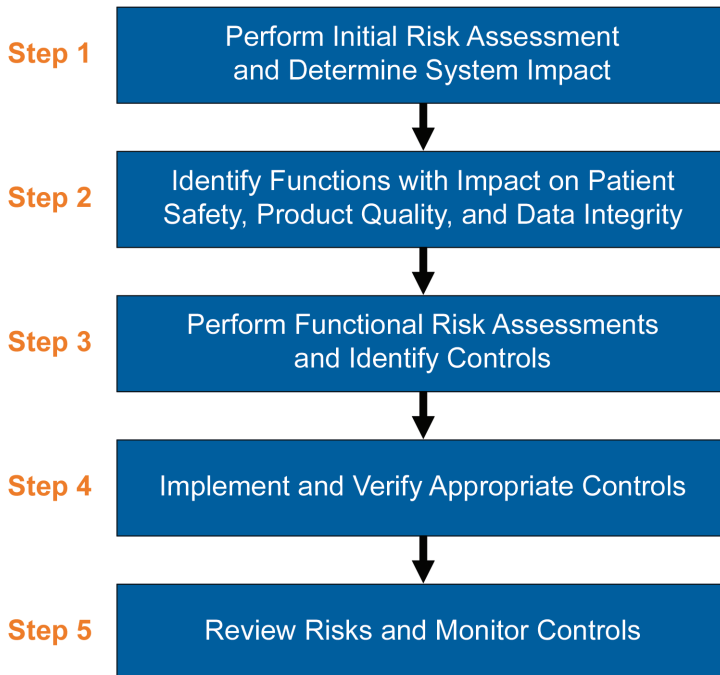 Step 1
Perform Initial Risk Assessment
and Determine System Impact
Step 2
Identify Functions with Impact on Patient
Safety, Product Quality, and Data Integrity
Step 3
Perform Functional Risk Assessments
and Identify Controls
Step 4
Implement and Verify Appropriate Controls
Step 5
Review Risks and Monitor Controls